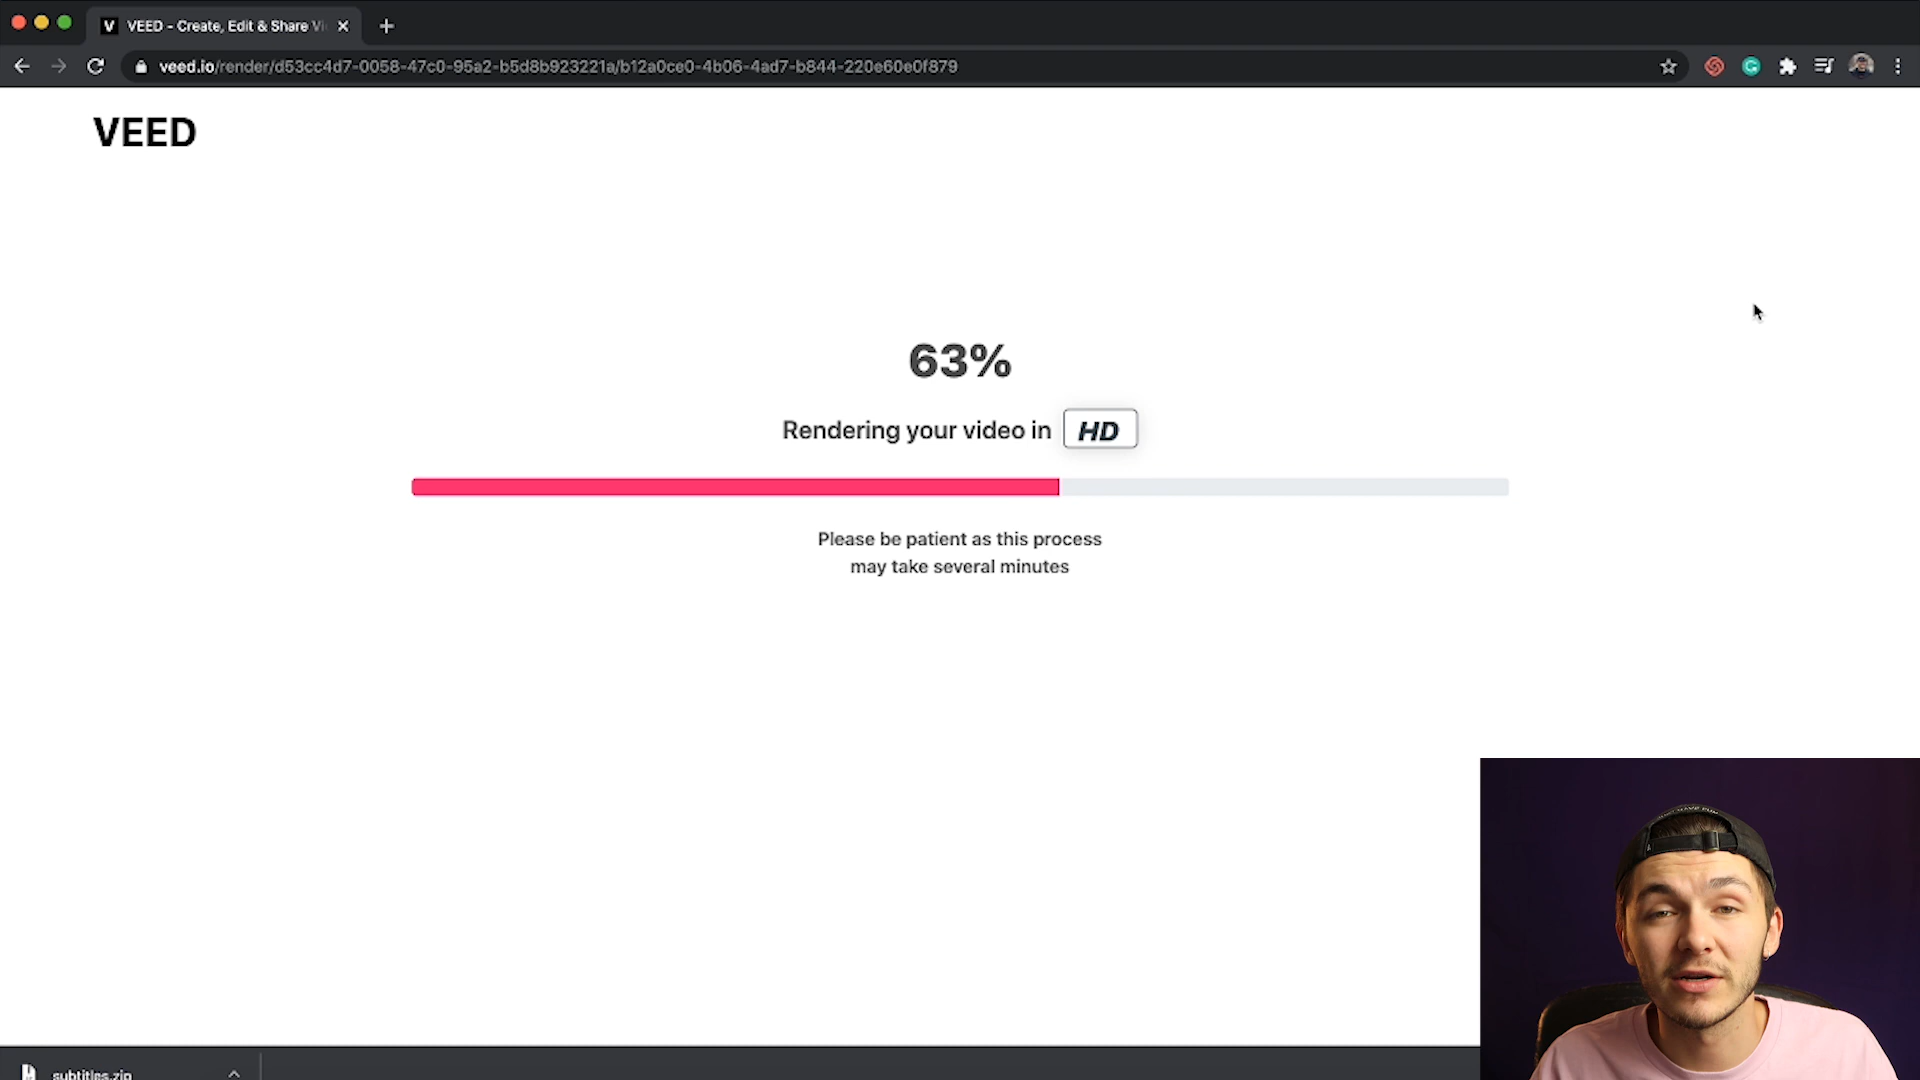 VEED - Create, Edit & Share Vi
veed.io/render/d53cc4d7-0058-47c0-95a2-b5d8b923221a/b12a0ce0-4b06-4ad7-b844-220e60e0f879
VEED
63%
Rendering your video in HD
Please be patient as this process
may take several minutes
subtitles.zip